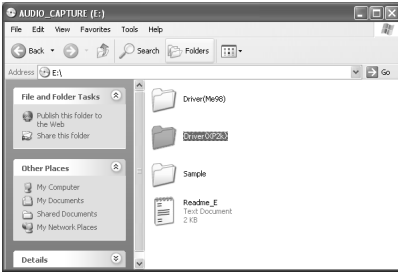 AUDIO_CAPTURE (E:)
File Edit View Favorites Tools Help
Back Search Folders
Address E:\ Go
File and Folder Tasks
Publish this folder to
the Web
Share this folder
Other Places
My Computer
My Documents
Shared Documents
My Network Places
Details
Driver(Me98)
Driver(XP2k)
Sample
Readme_E
Text Document
2 KB